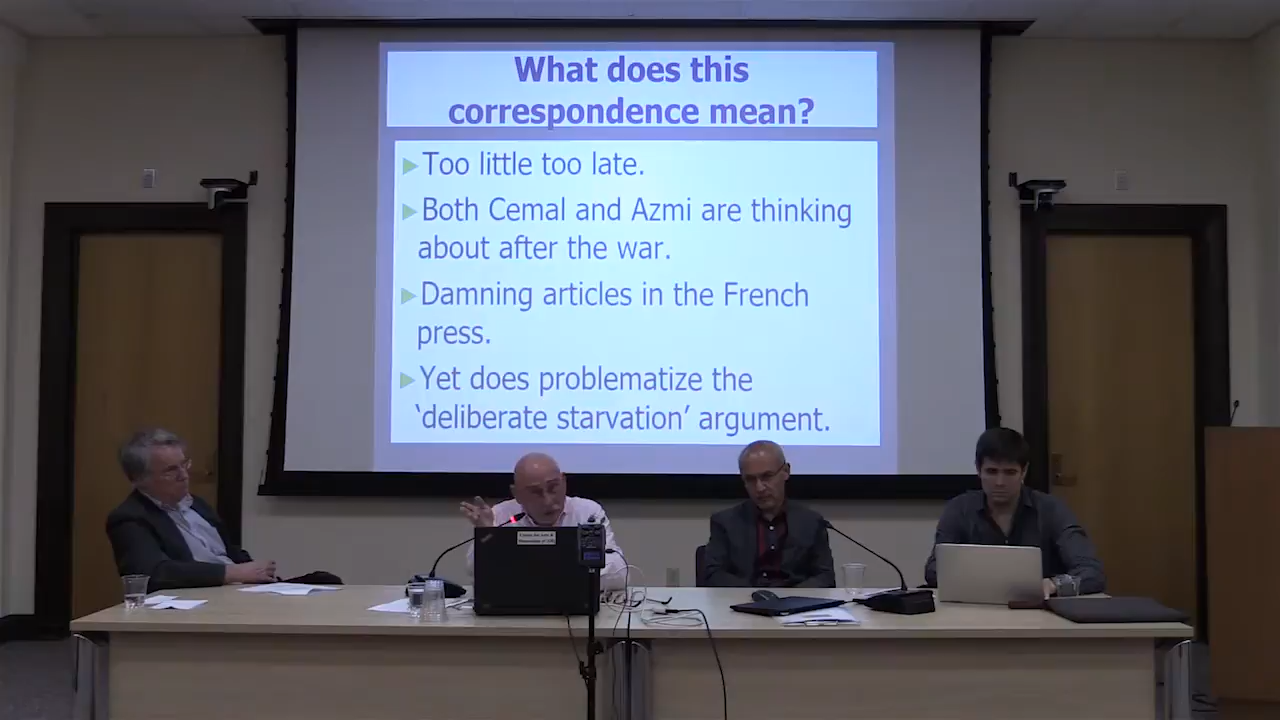 What does this
correspondence mean?
Too little too late.
Both Cemal and Azmi are thinking
about after the war.
Damning articles in the French
press.
Yet does problematize the
‘deliberate starvation’ argument.